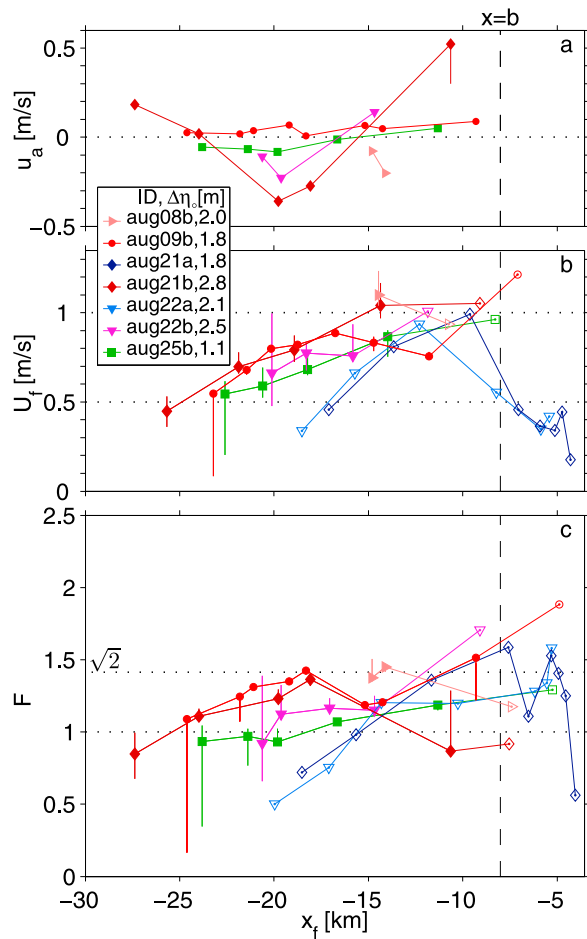 x=b
a
0.5
0
−0.5
u_a [m/s]
ID, Δη₀[m]
aug08b,2.0
aug09b,1.8
aug21a,1.8
aug21b,2.8
aug22a,2.1
aug22b,2.5
aug25b,1.1
b
1
0.5
0
U_f [m/s]
c
2.5
2
1.5
√2
1
0.5
0
F
−30 −25 −20 −15 −10 −5
x_f [km]